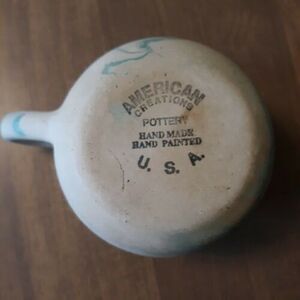 AMERICAN
CREATIONS
POTTERY
HAND MADE
HAND PAINTED
U. S. A.